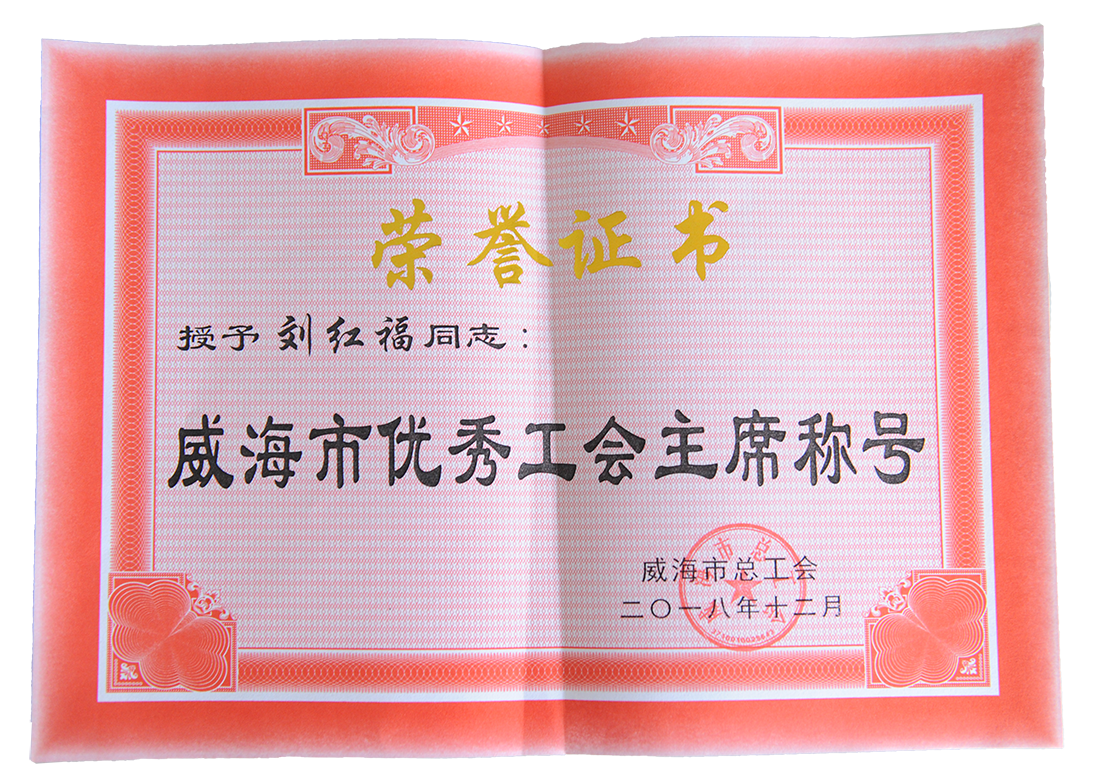 荣誉证书
授予刘红福同志：
威海市优秀工会主席称号
威海市总工会
二〇一八年十二月